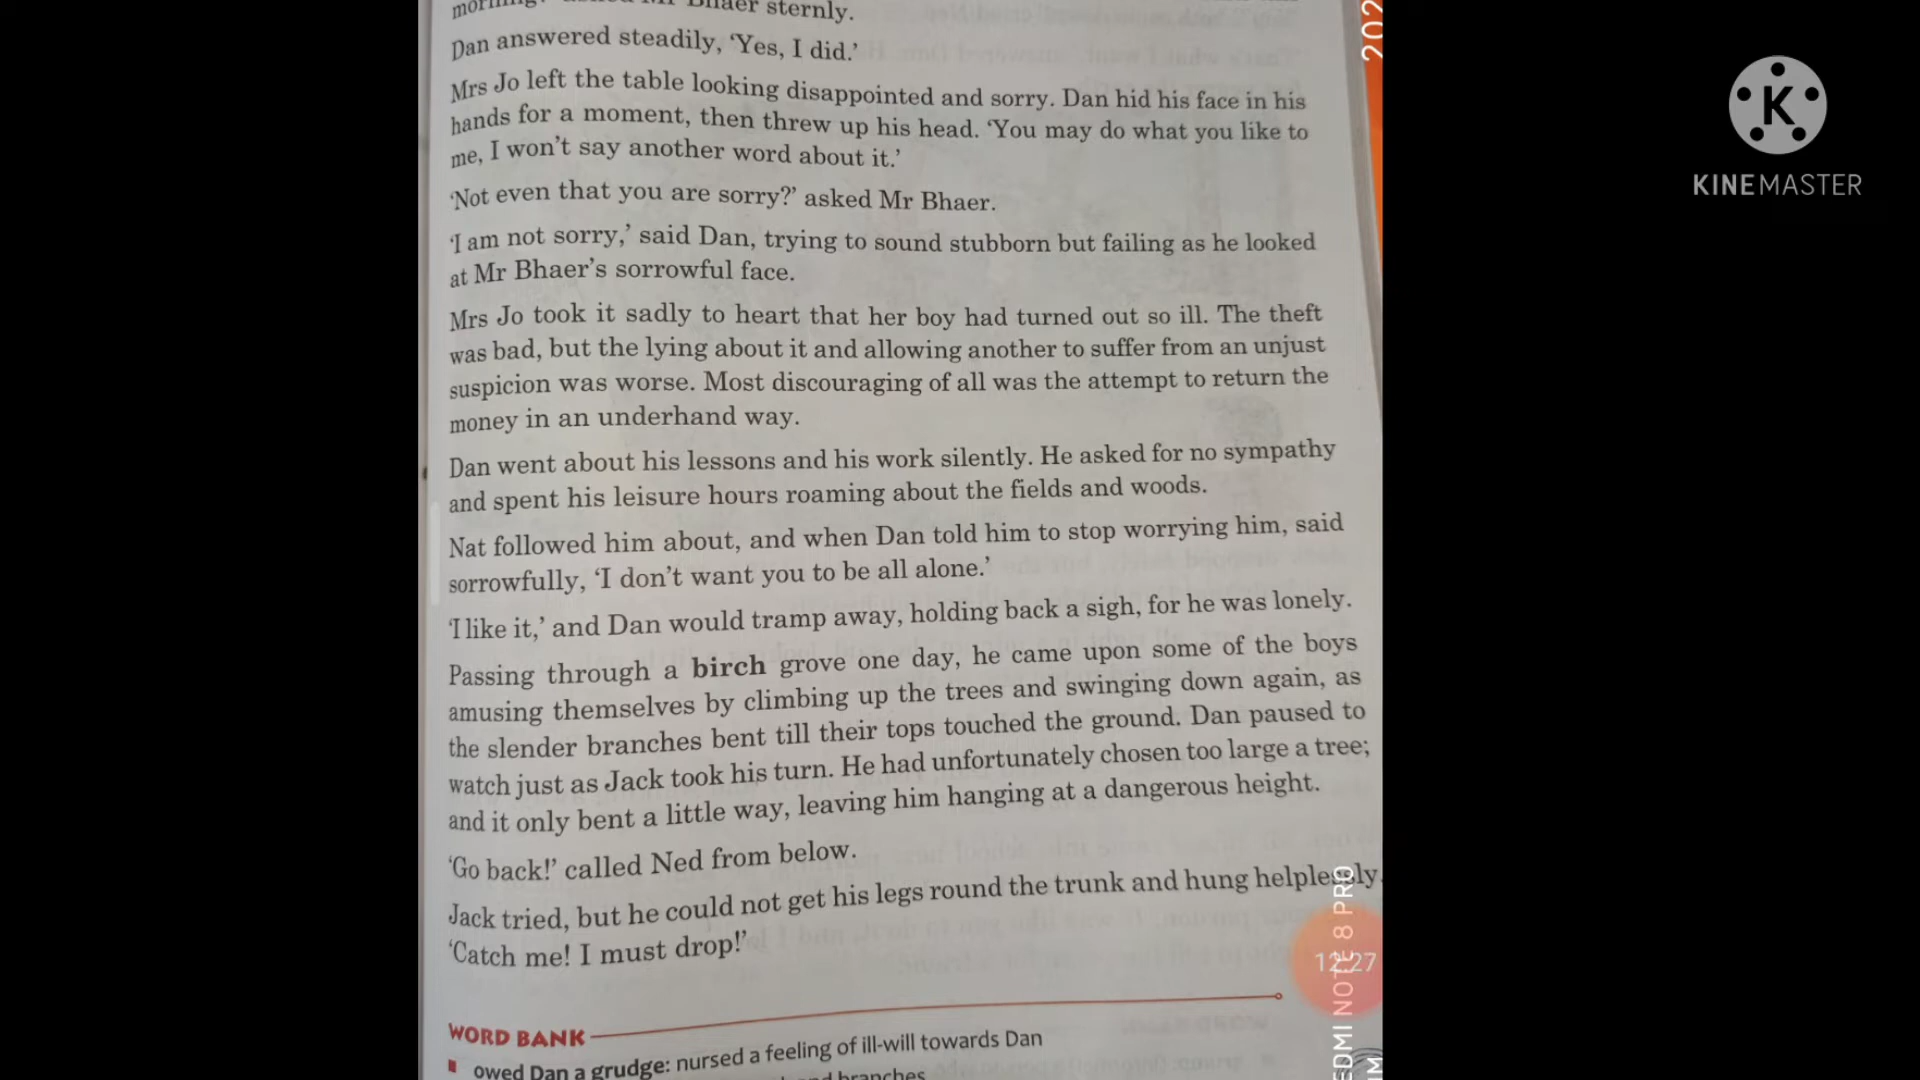 Bhaer sternly.
Dan answered steadily, ‘Yes, I did.’
Mrs Jo left the table looking disappointed and sorry. Dan hid his face in his
hands for a moment, then threw up his head. ‘You may do what you like to
me, I won’t say another word about it.’
‘Not even that you are sorry?’ asked Mr Bhaer.
‘I am not sorry,’ said Dan, trying to sound stubborn but failing as he looked
at Mr Bhaer’s sorrowful face.
Mrs Jo took it sadly to heart that her boy had turned out so ill. The theft
was bad, but the lying about it and allowing another to suffer from an unjust
suspicion was worse. Most discouraging of all was the attempt to return the
money in an underhand way.
Dan went about his lessons and his work silently. He asked for no sympathy
and spent his leisure hours roaming about the fields and woods.
Nat followed him about, and when Dan told him to stop worrying him, said
sorrowfully, ‘I don’t want you to be all alone.’
‘I like it,’ and Dan would tramp away, holding back a sigh, for he was lonely.
Passing through a birch grove one day, he came upon some of the boys
amusing themselves by climbing up the trees and swinging down again, as
the slender branches bent till their tops touched the ground. Dan paused to
watch just as Jack took his turn. He had unfortunately chosen too large a tree;
and it only bent a little way, leaving him hanging at a dangerous height.
‘Go back!’ called Ned from below.
Jack tried, but he could not get his legs round the trunk and hung helplessly.
‘Catch me! I must drop!’
WORD BANK
owed Dan a grudge: nursed a feeling of ill-will towards Dan
branches
202
12:27
NOTE 8 PRO
K
KINEMASTER